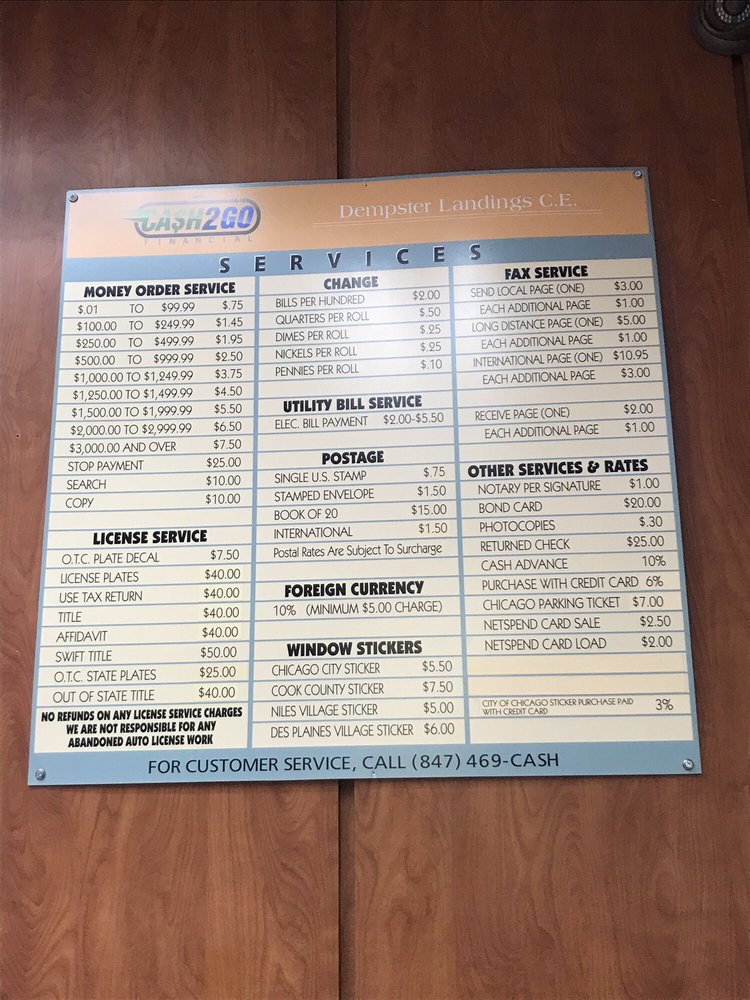 CA$H2GO
FINANCIAL
Dempster Landings C.E.
SERVICES
MONEY ORDER SERVICE
$.01 TO $99.99 $.75
$100.00 TO $249.99 $1.45
$250.00 TO $499.99 $1.95
$500.00 TO $999.99 $2.50
$1,000.00 TO $1,249.99 $3.75
$1,250.00 TO $1,499.99 $4.50
$1,500.00 TO $1,999.99 $5.50
$2,000.00 TO $2,999.99 $6.50
$3,000.00 AND OVER $7.50
STOP PAYMENT $25.00
SEARCH $10.00
COPY $10.00
LICENSE SERVICE
O.T.C. PLATE DECAL $7.50
LICENSE PLATES $40.00
USE TAX RETURN $40.00
TITLE $40.00
AFFIDAVIT $40.00
SWIFT TITLE $50.00
O.T.C. STATE PLATES $25.00
OUT OF STATE TITLE $40.00
NO REFUNDS ON ANY LICENSE SERVICE CHARGES
WE ARE NOT RESPONSIBLE FOR ANY
ABANDONED AUTO LICENSE WORK
CHANGE
BILLS PER HUNDRED $2.00
QUARTERS PER ROLL $.50
DIMES PER ROLL $.25
NICKELS PER ROLL $.25
PENNIES PER ROLL $.10
UTILITY BILL SERVICE
ELEC. BILL PAYMENT $2.00-$5.50
POSTAGE
SINGLE U.S. STAMP $.75
STAMPED ENVELOPE $1.50
BOOK OF 20 $15.00
INTERNATIONAL $1.50
Postal Rates Are Subject To Surcharge
FOREIGN CURRENCY
10% (MINIMUM $5.00 CHARGE)
WINDOW STICKERS
CHICAGO CITY STICKER $5.50
COOK COUNTY STICKER $7.50
NILES VILLAGE STICKER $5.00
DES PLAINES VILLAGE STICKER $6.00
FAX SERVICE
SEND LOCAL PAGE (ONE) $3.00
EACH ADDITIONAL PAGE $1.00
LONG DISTANCE PAGE (ONE) $5.00
EACH ADDITIONAL PAGE $1.00
INTERNATIONAL PAGE (ONE) $10.95
EACH ADDITIONAL PAGE $3.00
RECEIVE PAGE (ONE) $2.00
EACH ADDITIONAL PAGE $1.00
OTHER SERVICES & RATES
NOTARY PER SIGNATURE $1.00
BOND CARD $20.00
PHOTOCOPIES $.30
RETURNED CHECK $25.00
CASH ADVANCE 10%
PURCHASE WITH CREDIT CARD 6%
CHICAGO PARKING TICKET $7.00
NETSPEND CARD SALE $2.50
NETSPEND CARD LOAD $2.00
CITY OF CHICAGO STICKER PURCHASE PAID
WITH CREDIT CARD 3%
FOR CUSTOMER SERVICE, CALL (847) 469-CASH